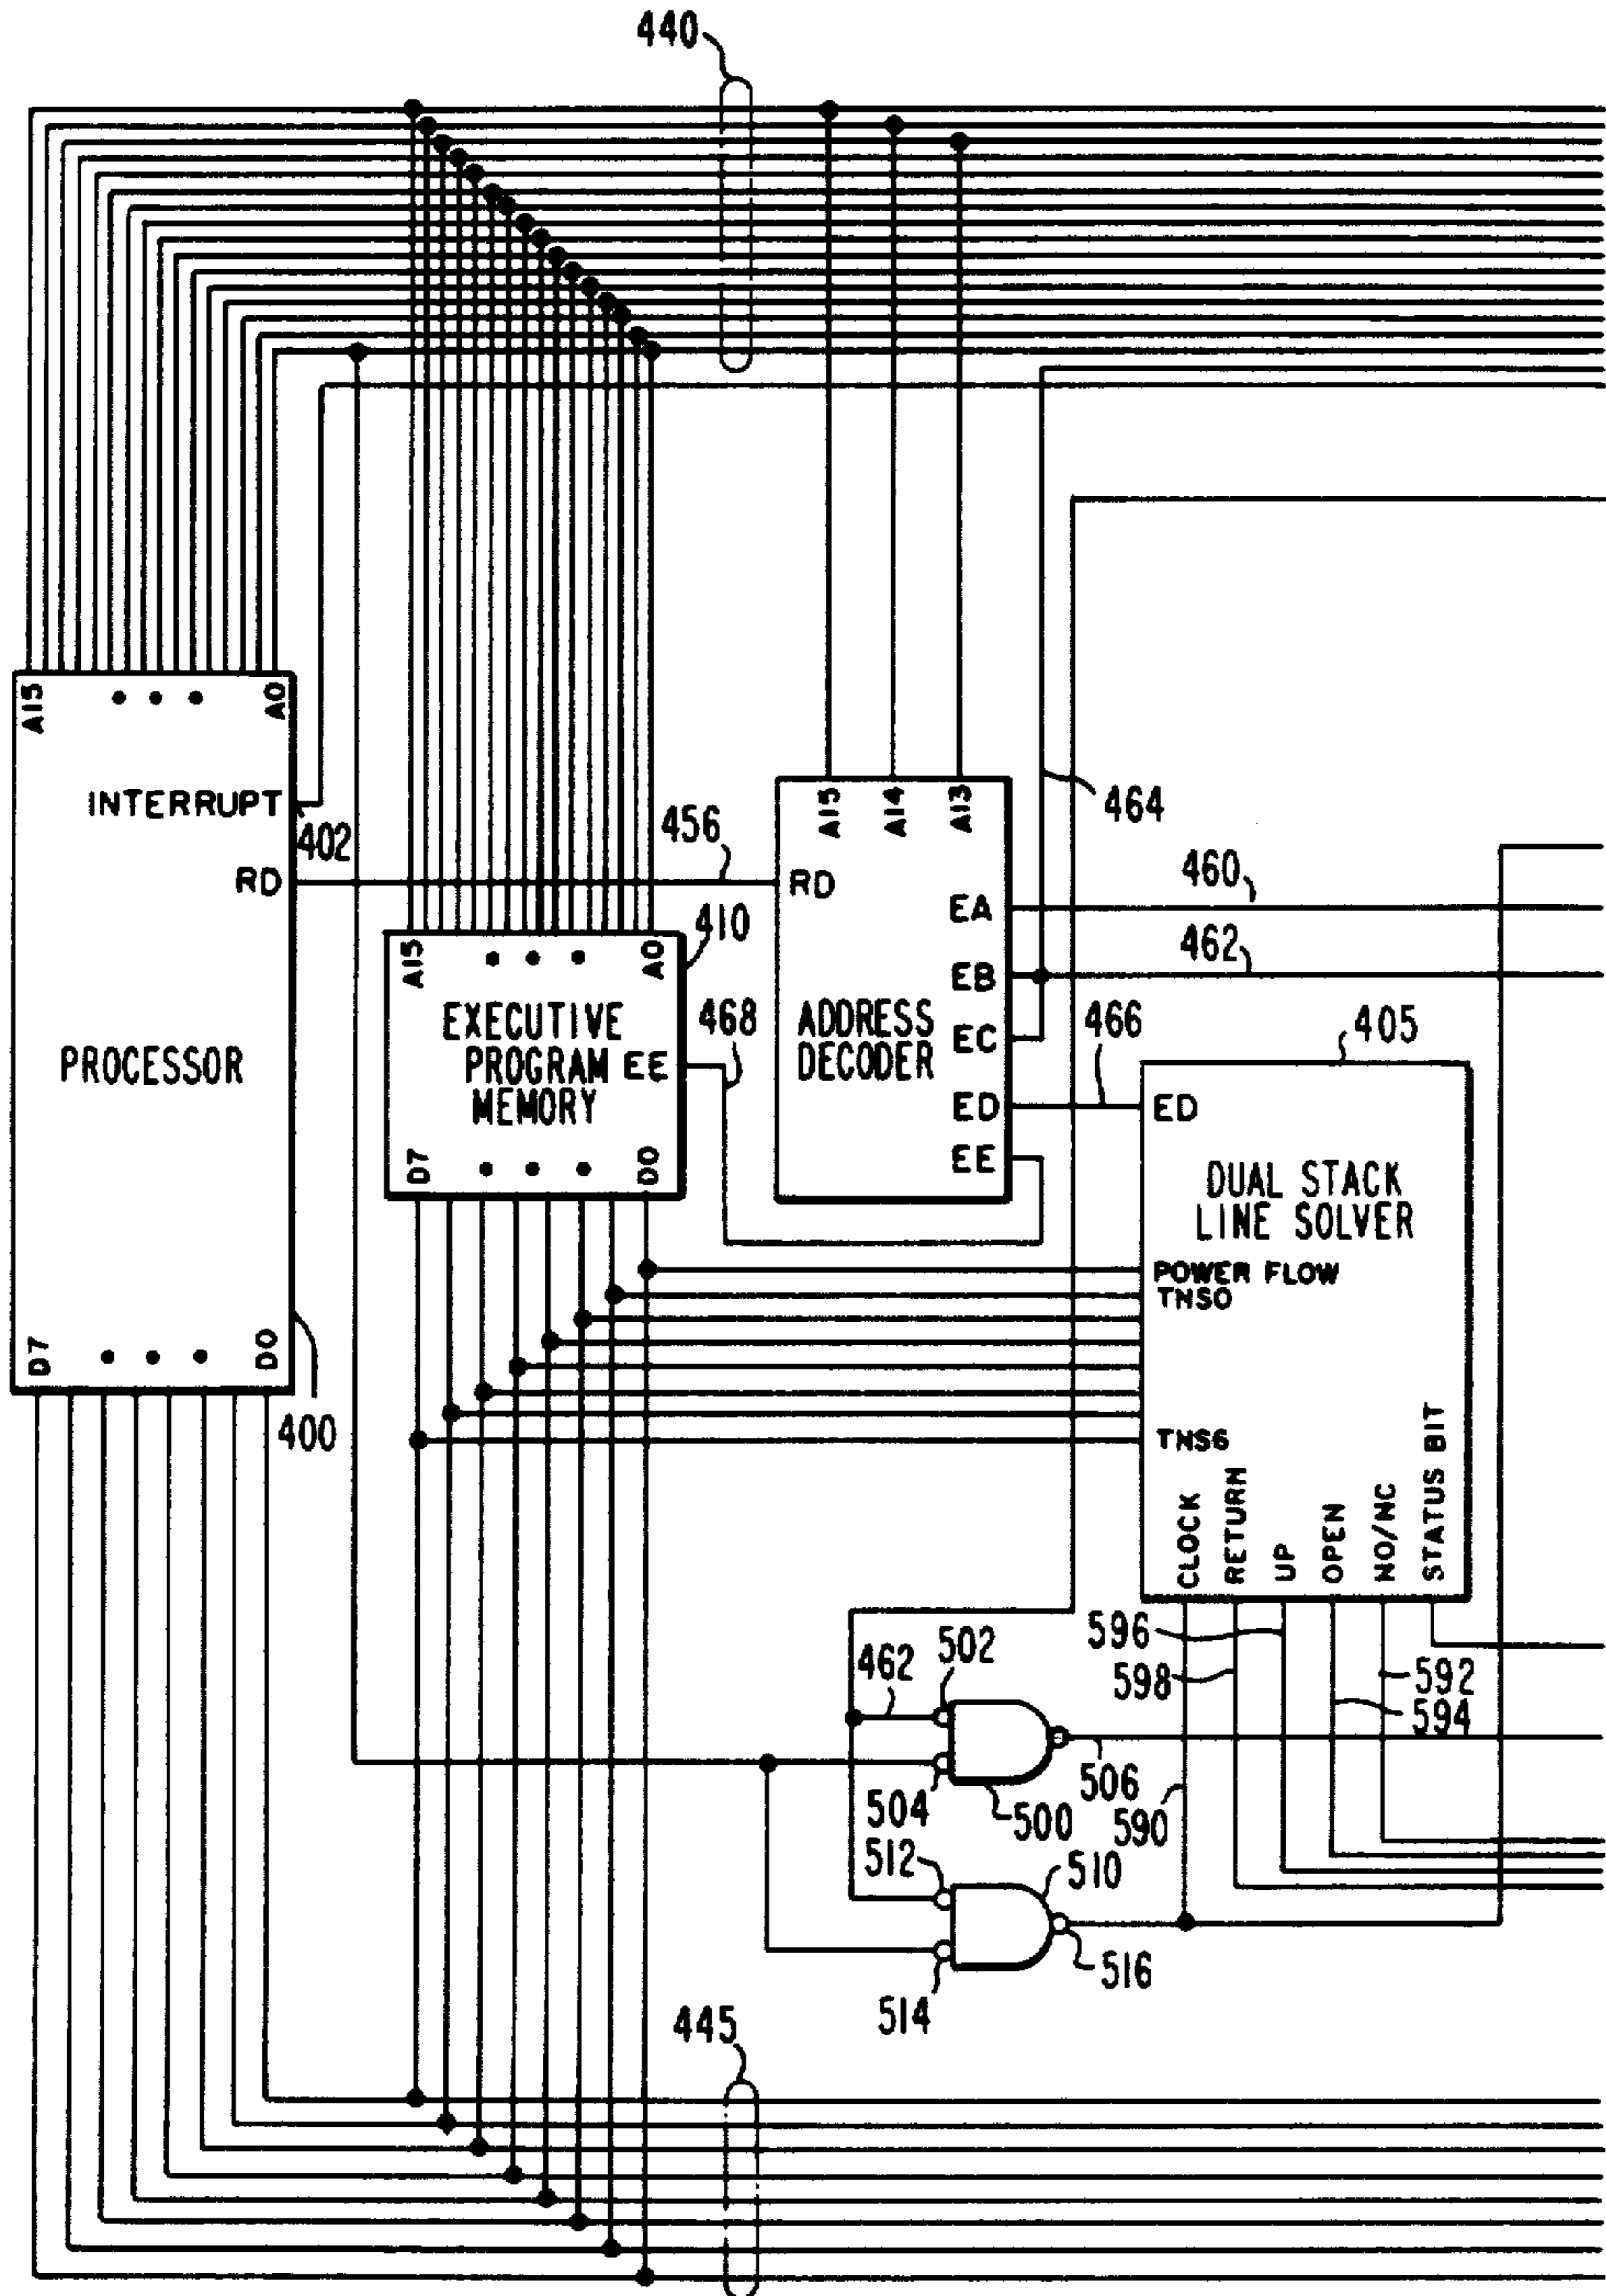 440
A15
A0
INTERRUPT
402
RD
PROCESSOR
D7
D0
400
A15
A0
410
EXECUTIVE
PROGRAM
MEMORY
EE
468
D7
D0
456
A15
A14
A13
RD
EA
EB
EC
ED
EE
ADDRESS
DECODER
464
460
462
466
405
ED
DUAL STACK
LINE SOLVER
POWER FLOW
TNS0
TNS6
CLOCK
RETURN
UP
OPEN
NO/NC
STATUS BIT
596
598
592
594
462
502
504
500
506
590
512
510
514
516
445